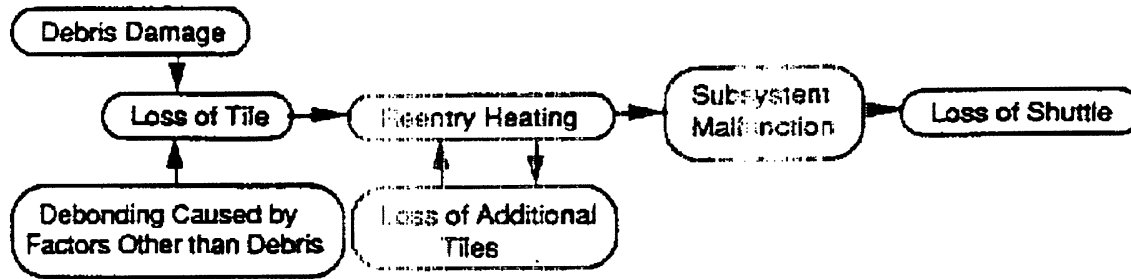 Debris Damage
Loss of Tile
Reentry Heating
Subsystem
Malfunction
Loss of Shuttle
Debonding Caused by
Factors Other than Debris
Loss of Additional
Tiles